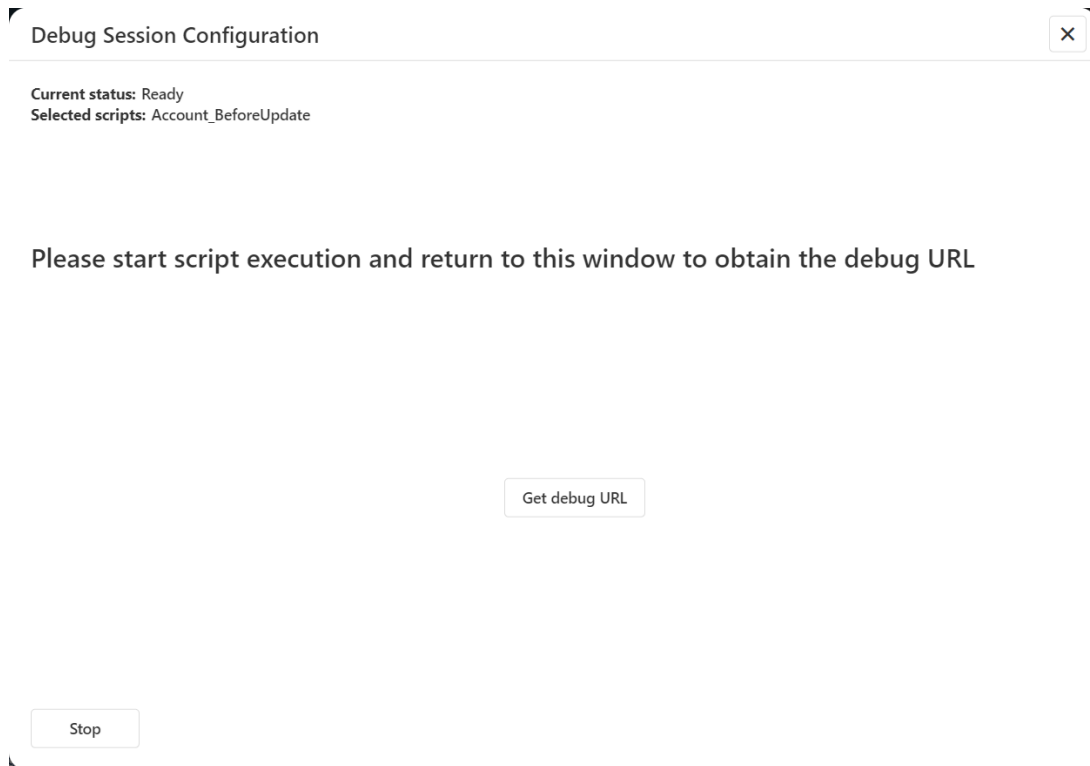 Debug Session Configuration
Current status: Ready
Selected scripts: Account_BeforeUpdate
Please start script execution and return to this window to obtain the debug URL
Get debug URL
Stop